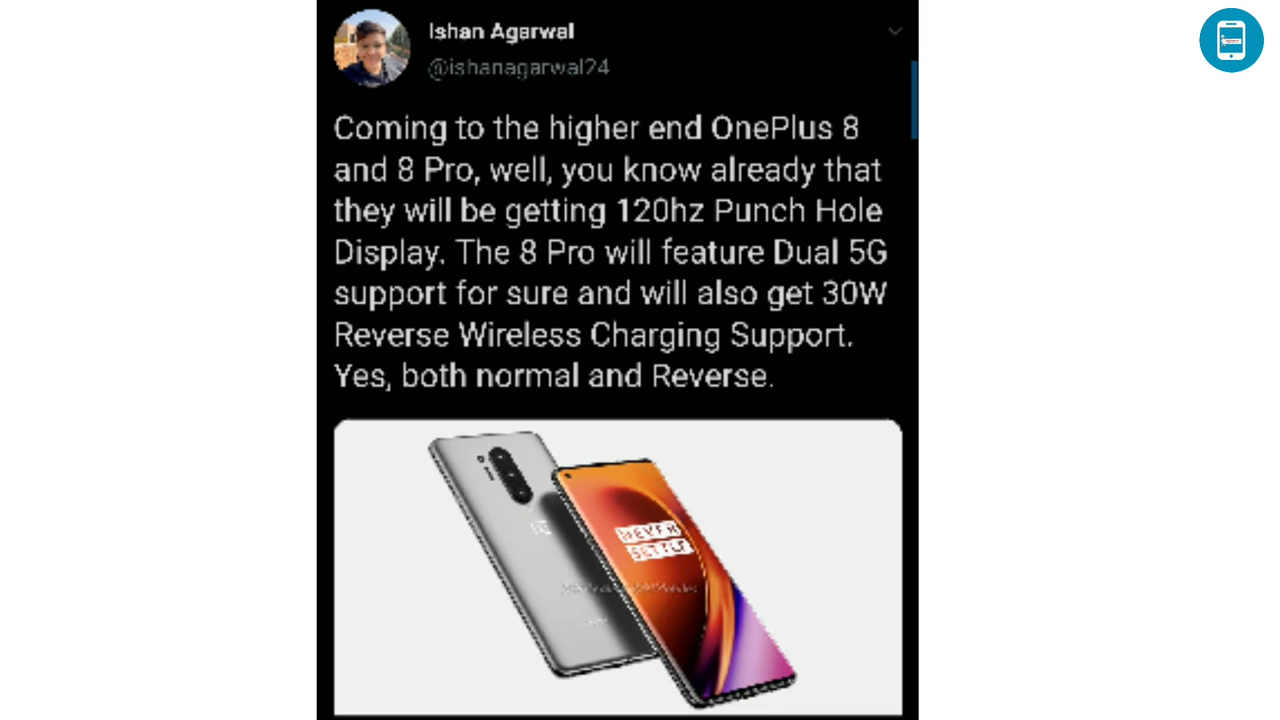 Ishan Agarwal
@ishanagarwal24
Coming to the higher end OnePlus 8
and 8 Pro, well, you know already that
they will be getting 120hz Punch Hole
Display. The 8 Pro will feature Dual 5G
support for sure and will also get 30W
Reverse Wireless Charging Support.
Yes, both normal and Reverse.
NEVER
SETTLE